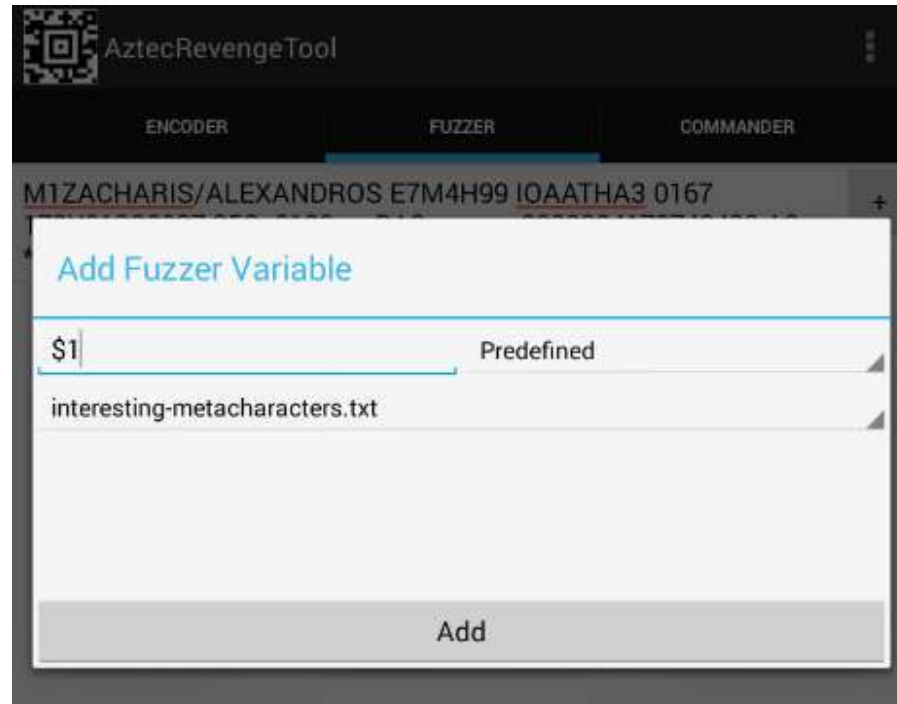 AztecRevengeTool
ENCODER FUZZER COMMANDER
M1ZACHARIS/ALEXANDROS E7M4H99 IOAATHA3 0167
+
Add Fuzzer Variable
$1 Predefined
interesting-metacharacters.txt
Add